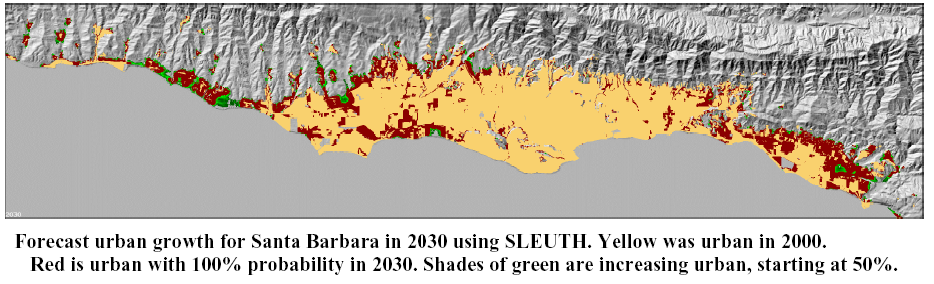 2030
Forecast urban growth for Santa Barbara in 2030 using SLEUTH. Yellow was urban in 2000.
Red is urban with 100% probability in 2030. Shades of green are increasing urban, starting at 50%.